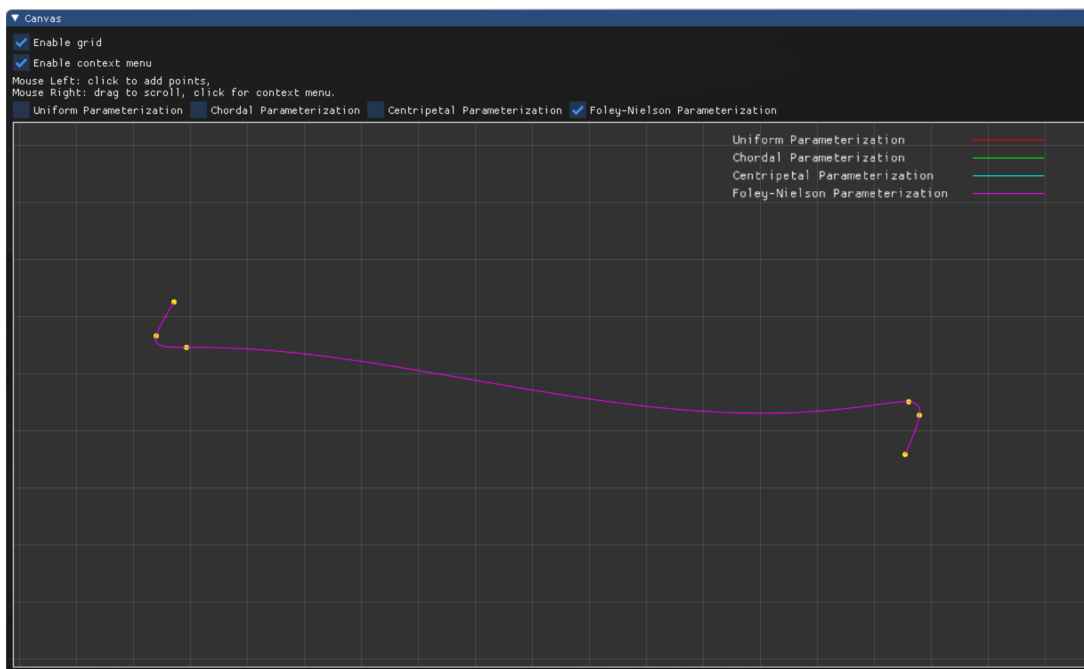 Canvas
Enable grid
Enable context menu
Mouse Left: click to add points,
Mouse Right: drag to scroll, click for context menu.
Uniform Parameterization Chordal Parameterization Centripetal Parameterization Foley-Nielson Parameterization
Uniform Parameterization
Chordal Parameterization
Centripetal Parameterization
Foley-Nielson Parameterization